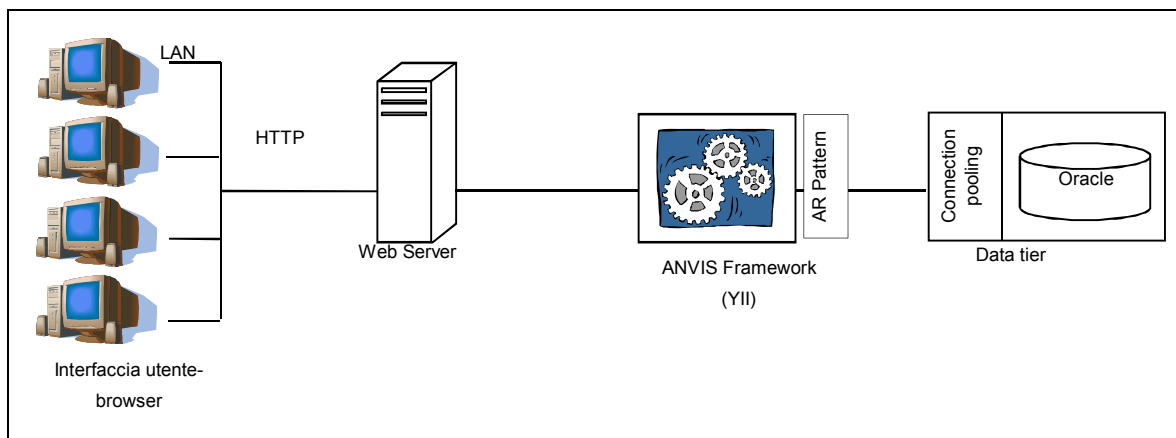 LAN
HTTP
Web Server
ANVIS Framework
(YII)
AR Pattern
Connection
pooling
Oracle
Data tier
Interfaccia utente-
browser